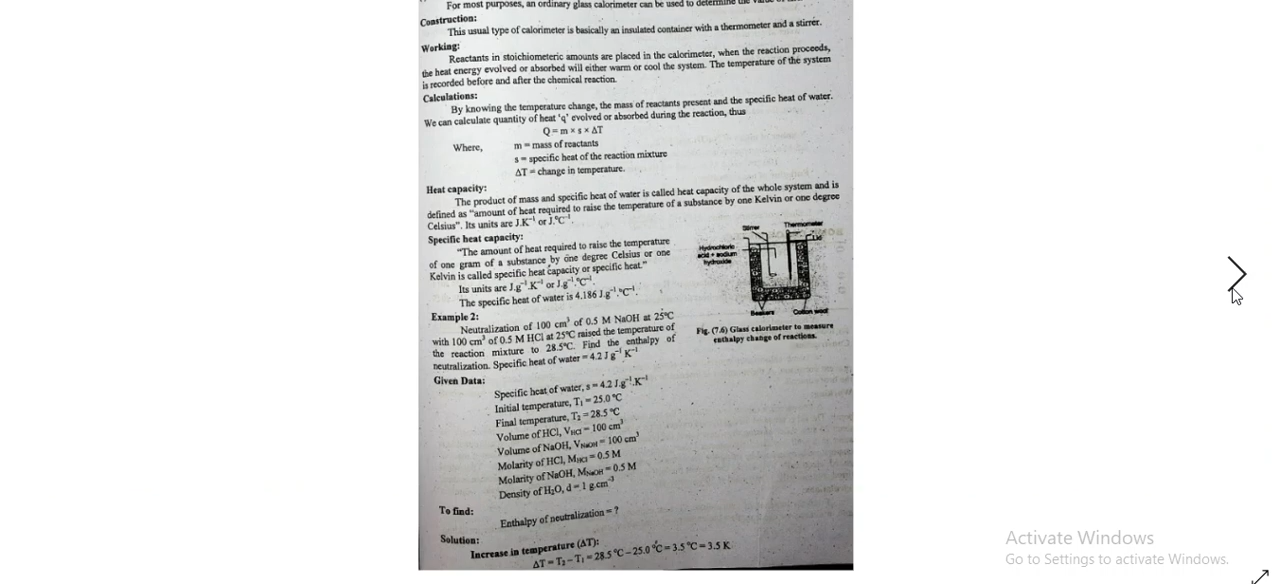 For most purposes, an ordinary glass calorimeter can be used to determine the value of
Construction:
This usual type of calorimeter is basically an insulated container with a thermometer and a stirrer.
Working:
Reactants in stoichiometeric amounts are placed in the calorimeter, when the reaction proceeds,
the heat energy evolved or absorbed will either warm or cool the system. The temperature of the system
is recorded before and after the chemical reaction.
Calculations:
By knowing the temperature change, the mass of reactants present and the specific heat of water.
We can calculate quantity of heat 'q' evolved or absorbed during the reaction, thus
Q = m × s × ΔT
Where, m = mass of reactants
s = specific heat of the reaction mixture
ΔT = change in temperature.
Heat capacity:
The product of mass and specific heat of water is called heat capacity of the whole system and is
defined as "amount of heat required to raise the temperature of a substance by one Kelvin or one degree
Celsius". Its units are J.K⁻¹ or J.°C⁻¹.
Specific heat capacity:
"The amount of heat required to raise the temperature
of one gram of a substance by one degree Celsius or one
Kelvin is called specific heat capacity or specific heat."
Its units are J.g⁻¹.K⁻¹ or J.g⁻¹.°C⁻¹.
The specific heat of water is 4.186 J.g⁻¹.°C⁻¹.
Stirrer Thermometer
Lid
Hydrochloric
acid + sodium
hydroxide
Beakers Cotton wool
Fig. (7.6) Glass calorimeter to measure
enthalpy change of reactions.
Example 2:
Neutralization of 100 cm³ of 0.5 M NaOH at 25°C
with 100 cm³ of 0.5 M HCl at 25°C raised the temperature of
the reaction mixture to 28.5°C. Find the enthalpy of
neutralization. Specific heat of water = 4.2 J g⁻¹ K⁻¹
Given Data:
Specific heat of water, s = 4.2 J.g⁻¹.K⁻¹
Initial temperature, T₁ = 25.0 °C
Final temperature, T₂ = 28.5 °C
Volume of HCl, V_HCl = 100 cm³
Volume of NaOH, V_NaOH = 100 cm³
Molarity of HCl, M_HCl = 0.5 M
Molarity of NaOH, M_NaOH = 0.5 M
Density of H₂O, d = 1 g.cm⁻³
To find:
Enthalpy of neutralization = ?
Solution:
Increase in temperature (ΔT):
ΔT = T₂ – T₁ = 28.5 °C – 25.0 °C = 3.5 °C = 3.5 K
Activate Windows
Go to Settings to activate Windows.